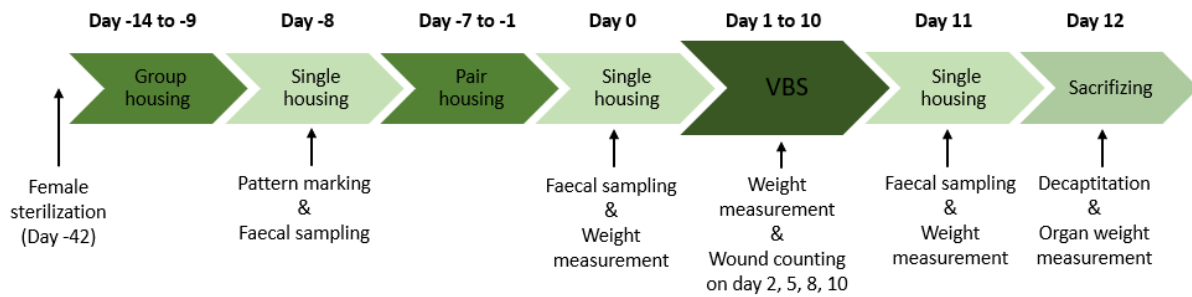 Day -14 to -9
Day -8
Day -7 to -1
Day 0
Day 1 to 10
Day 11
Day 12
Group
housing
Single
housing
Pair
housing
Single
housing
VBS
Single
housing
Sacrifizing
Female
sterilization
(Day -42)
Pattern marking
&
Faecal sampling
Faecal sampling
&
Weight
measurement
Weight
measurement
&
Wound counting
on day 2, 5, 8, 10
Faecal sampling
&
Weight
measurement
Decaptitation
&
Organ weight
measurement